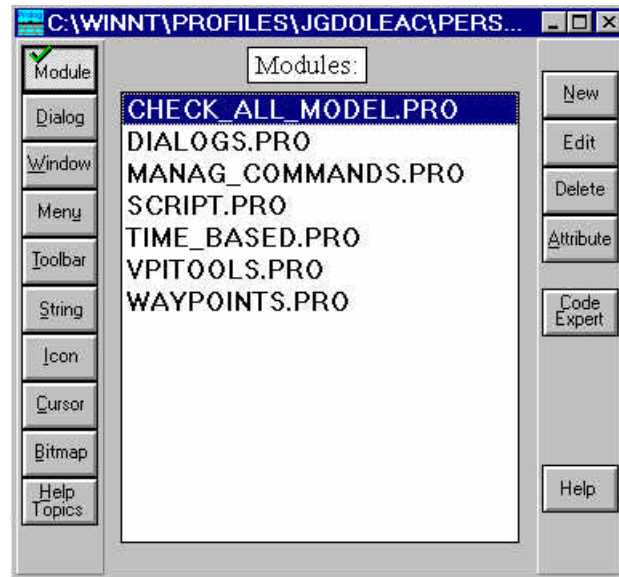 C:\WINNT\PROFILES\JGDOLEAC\PERS...
Module
Dialog
Window
Menu
Toolbar
String
Icon
Cursor
Bitmap
Help
Topics
Modules:
CHECK_ALL_MODEL.PRO
DIALOGS.PRO
MANAG_COMMANDS.PRO
SCRIPT.PRO
TIME_BASED.PRO
VPITOOLS.PRO
WAYPOINTS.PRO
New
Edit
Delete
Attribute
Code
Expert
Help